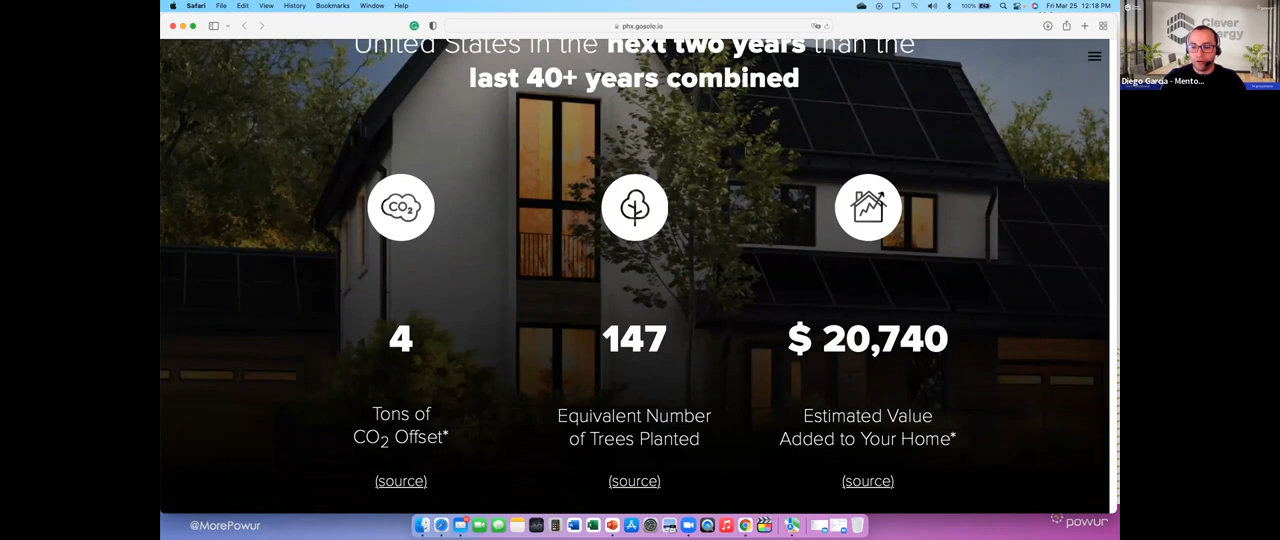 Safari File Edit View History Bookmarks Window Help
100% Fri Mar 25 12:18 PM
phx.gosolo.io
United States in the next two years than the
last 40+ years combined
CO2
4
147
$ 20,740
Tons of
CO2 Offset*
Equivalent Number
of Trees Planted
Estimated Value
Added to Your Home*
(source)
(source)
(source)
@MorePowur
powur
Clever
Energy
Diego Garcia - Mento...